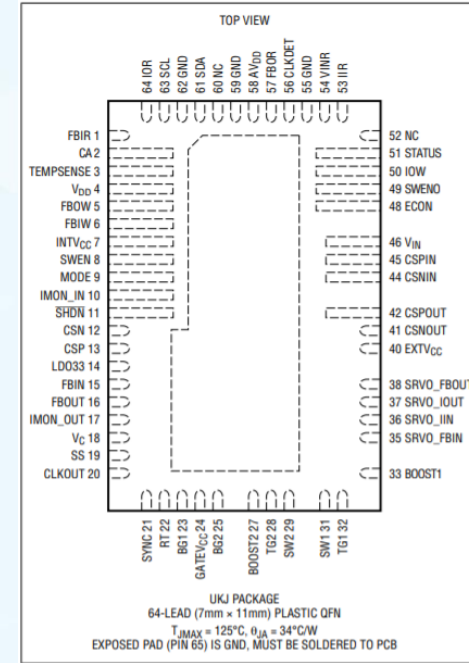 TOP VIEW
64 IOR
63 SCL
62 GND
61 SDA
60 NC
59 GND
58 AVDD
57 FBOR
56 CLKDET
55 GND
54 VINR
53 IIR
FBIR 1
CA 2
TEMPSENSE 3
VDD 4
FBOW 5
FBIW 6
INTVCC 7
SWEN 8
MODE 9
IMON_IN 10
SHDN 11
CSN 12
CSP 13
LDO33 14
FBIN 15
FBOUT 16
IMON_OUT 17
VC 18
SS 19
CLKOUT 20
52 NC
51 STATUS
50 IOW
49 SWENO
48 ECON
46 VIN
45 CSPIN
44 CSNIN
42 CSPOUT
41 CSNOUT
40 EXTVCC
38 SRVO_FBOUT
37 SRVO_IOUT
36 SRVO_IIN
35 SRVO_FBIN
33 BOOST1
SYNC 21
RT 22
BG1 23
GATEVCC 24
BG2 25
BOOST2 27
TG2 28
SW2 29
SW1 31
TG1 32
UKJ PACKAGE
64-LEAD (7mm × 11mm) PLASTIC QFN
TJMAX = 125°C, θJA = 34°C/W
EXPOSED PAD (PIN 65) IS GND, MUST BE SOLDERED TO PCB